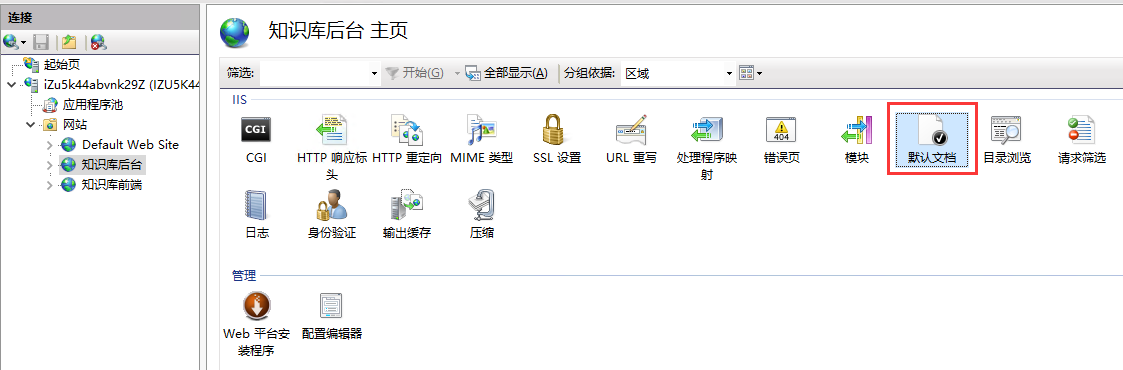 连接
起始页
iZu5k44abvnk29Z (IZU5K44
应用程序池
网站
Default Web Site
知识库后台
知识库前端
知识库后台 主页
筛选: 开始(G) 全部显示(A) 分组依据: 区域
IIS
CGI
CGI
HTTP 响应标头
HTTP 重定向
MIME 类型
SSL 设置
URL 重写
处理程序映射
404
错误页
模块
默认文档
目录浏览
请求筛选
日志
身份验证
输出缓存
压缩
管理
Web 平台安装程序
配置编辑器